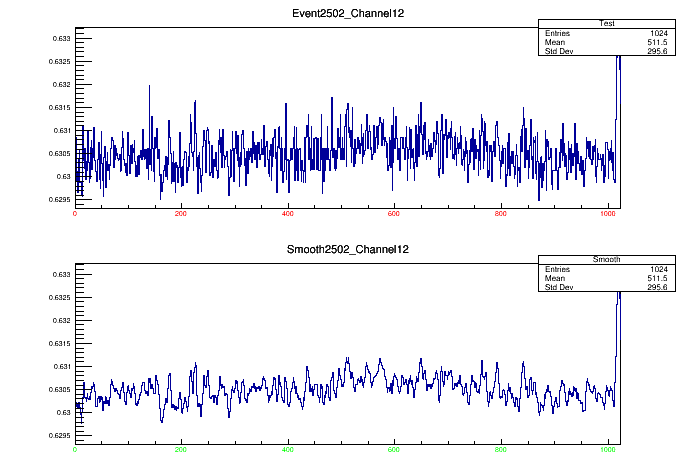 Event2502_Channel12
Test
Entries 1024
Mean 511.5
Std Dev 295.6
0.633
0.6325
0.632
0.6315
0.631
0.6305
0.63
0.6295
0 200 400 600 800 1000
Smooth2502_Channel12
Smooth
Entries 1024
Mean 511.5
Std Dev 295.6
0.633
0.6325
0.632
0.6315
0.631
0.6305
0.63
0.6295
0 200 400 600 800 1000